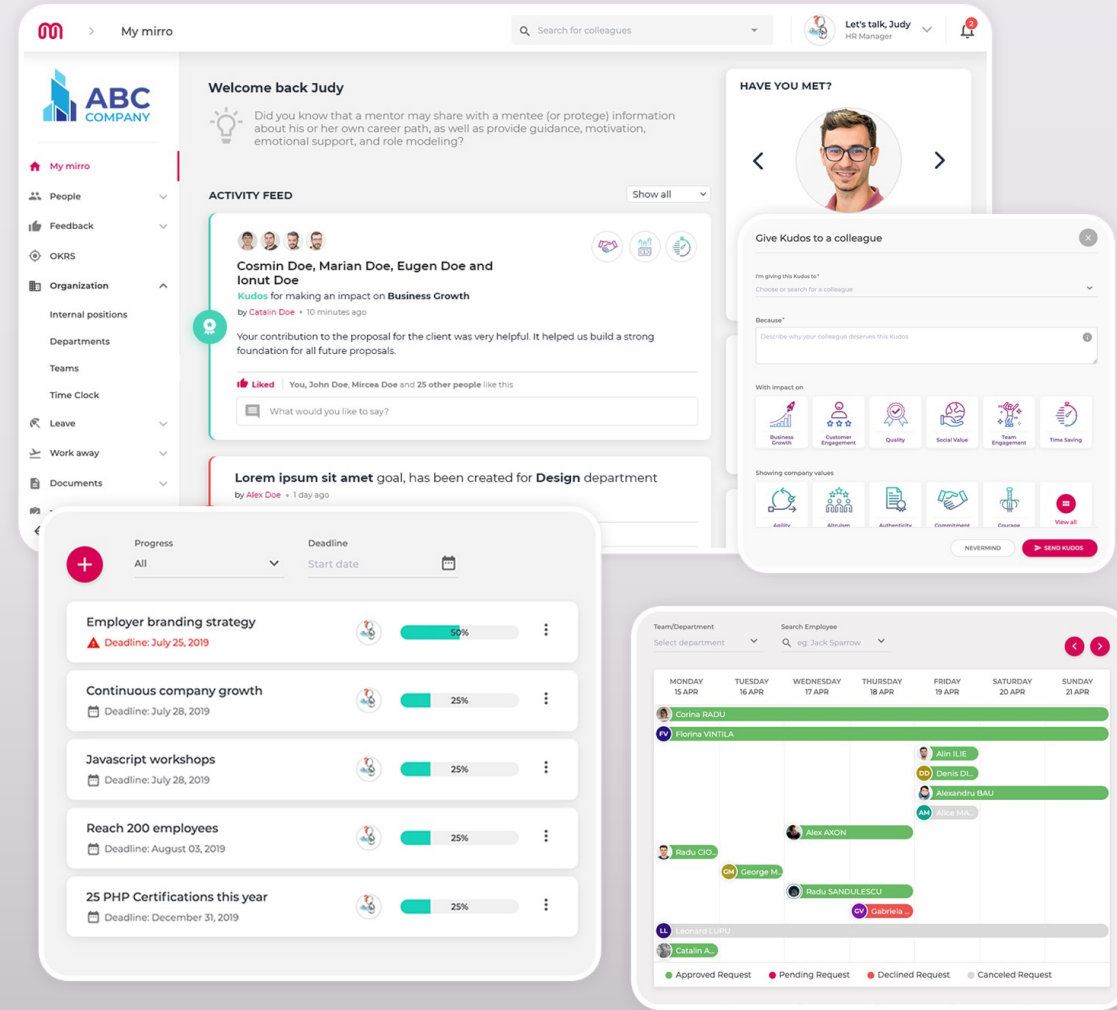 My mirro
Search for colleagues
Let's talk, Judy
HR Manager
2
ABC
COMPANY
My mirro
People
Feedback
OKRS
Organization
Internal positions
Departments
Teams
Time Clock
Leave
Work away
Documents
Welcome back Judy
Did you know that a mentor may share with a mentee (or protege) information
about his or her own career path, as well as provide guidance, motivation,
emotional support, and role modeling?
ACTIVITY FEED
Show all
Cosmin Doe, Marian Doe, Eugen Doe and
Ionut Doe
Kudos for making an impact on Business Growth
by Catalin Doe • 10 minutes ago
Your contribution to the proposal for the client was very helpful. It helped us build a strong
foundation for all future proposals.
Liked
You, John Doe, Mircea Doe and 25 other people like this
What would you like to say?
Lorem ipsum sit amet goal, has been created for Design department
by Alex Doe • 1 day ago
HAVE YOU MET?
Give Kudos to a colleague
I'm giving this Kudos to*
Choose or search for a colleague
Because*
Describe why your colleague deserves this Kudos
With impact on
Business
Growth
Customer
Engagement
Quality
Social Value
Team
Engagement
Time Saving
Showing company values
Agility
Altruism
Authenticity
Commitment
Courage
View all
NEVERMIND
SEND KUDOS
Progress
All
Deadline
Start date
Employer branding strategy
Deadline: July 25, 2019
50%
Continuous company growth
Deadline: July 28, 2019
25%
Javascript workshops
Deadline: July 28, 2019
25%
Reach 200 employees
Deadline: August 03, 2019
25%
25 PHP Certifications this year
Deadline: December 31, 2019
25%
Team/Department
Select department
Search Employee
eg: Jack Sparrow
MONDAY
15 APR
TUESDAY
16 APR
WEDNESDAY
17 APR
THURSDAY
18 APR
FRIDAY
19 APR
SATURDAY
20 APR
SUNDAY
21 APR
Corina RADU
FV Florina VINTILA
Alin ILIE
DD Denis DI...
Alexandru BAU
AM Alice MA...
Alex AXON
Radu CIO...
GM George M...
Radu SANDULESCU
GV Gabriela ...
LL Leonard LUPU
Catalin A...
Approved Request
Pending Request
Declined Request
Canceled Request